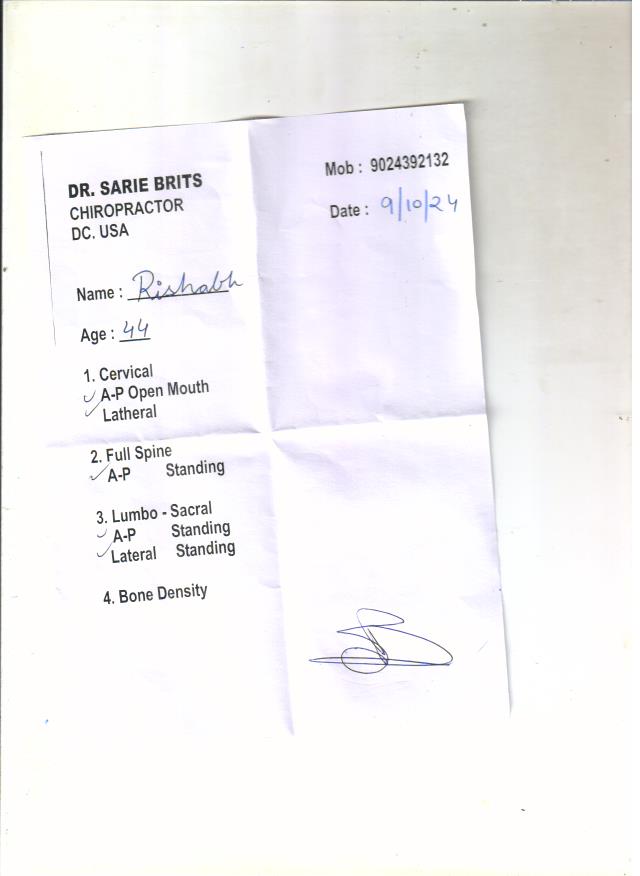 DR. SARIE BRITS
CHIROPRACTOR
DC. USA
Mob : 9024392132
Date : 9/10/24
Name : Rishabh
Age : 44
1. Cervical
✓ A-P Open Mouth
✓ Latheral
2. Full Spine
✓ A-P Standing
3. Lumbo - Sacral
✓ A-P Standing
✓ Lateral Standing
4. Bone Density